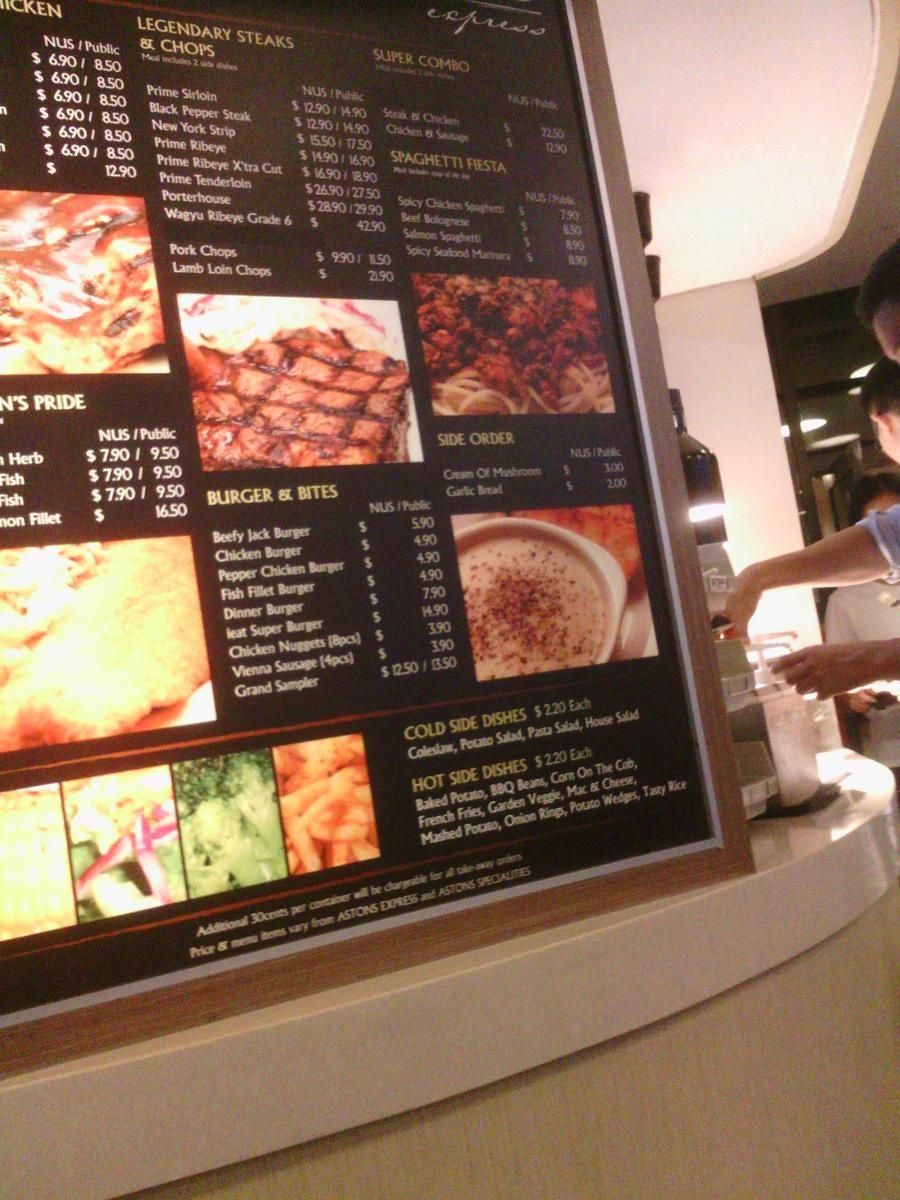 express
ICKEN
NUS / Public
$ 6.90 / 8.50
$ 6.90 / 8.50
$ 6.90 / 8.50
$ 6.90 / 8.50
$ 6.90 / 8.50
$ 6.90 / 8.50
$ 12.90
N'S PRIDE
NUS / Public
n Herb $ 7.90 / 9.50
Fish $ 7.90 / 9.50
Fish $ 7.90 / 9.50
mon Fillet $ 16.50
LEGENDARY STEAKS
& CHOPS
Meal includes 2 side dishes
NUS / Public
Prime Sirloin $ 12.90 / 14.90
Black Pepper Steak $ 12.90 / 14.90
New York Strip $ 15.50 / 17.50
Prime Ribeye $ 14.90 / 16.90
Prime Ribeye X'tra Cut $ 16.90 / 18.90
Prime Tenderloin $ 26.90 / 27.50
Porterhouse $ 28.90 / 29.90
Wagyu Ribeye Grade 6 $ 42.90
Pork Chops $ 9.90 / 11.50
Lamb Loin Chops $ 21.90
BURGER & BITES
NUS / Public
Beefy Jack Burger $ 5.90
Chicken Burger $ 4.90
Pepper Chicken Burger $ 4.90
Fish Fillet Burger $ 4.90
Dinner Burger $ 7.90
leat Super Burger $ 14.90
Chicken Nuggets (8pcs) $ 3.90
Vienna Sausage (4pcs) $ 3.90
Grand Sampler $ 12.50 / 13.50
SUPER COMBO
Meal includes 2 side dishes
NUS / Public
Steak & Chicken $ 22.50
Chicken & Sausage $ 12.90
SPAGHETTI FIESTA
Meal includes soup of the day
NUS / Public
Spicy Chicken Spaghetti $ 7.90
Beef Bolognese $ 8.50
Salmon Spaghetti $ 8.90
Spicy Seafood Marinara $ 8.90
SIDE ORDER
NUS / Public
Cream Of Mushroom $ 3.00
Garlic Bread $ 2.00
COLD SIDE DISHES $ 2.20 Each
Coleslaw, Potato Salad, Pasta Salad, House Salad
HOT SIDE DISHES $ 2.20 Each
Baked Potato, BBQ Beans, Corn On The Cob,
French Fries, Garden Veggie, Mac & Cheese,
Mashed Potato, Onion Rings, Potato Wedges, Tasty Rice
Additional 30cents per container will be chargeable for all take-away orders
Price & menu items vary from ASTONS EXPRESS and ASTONS SPECIALITIES